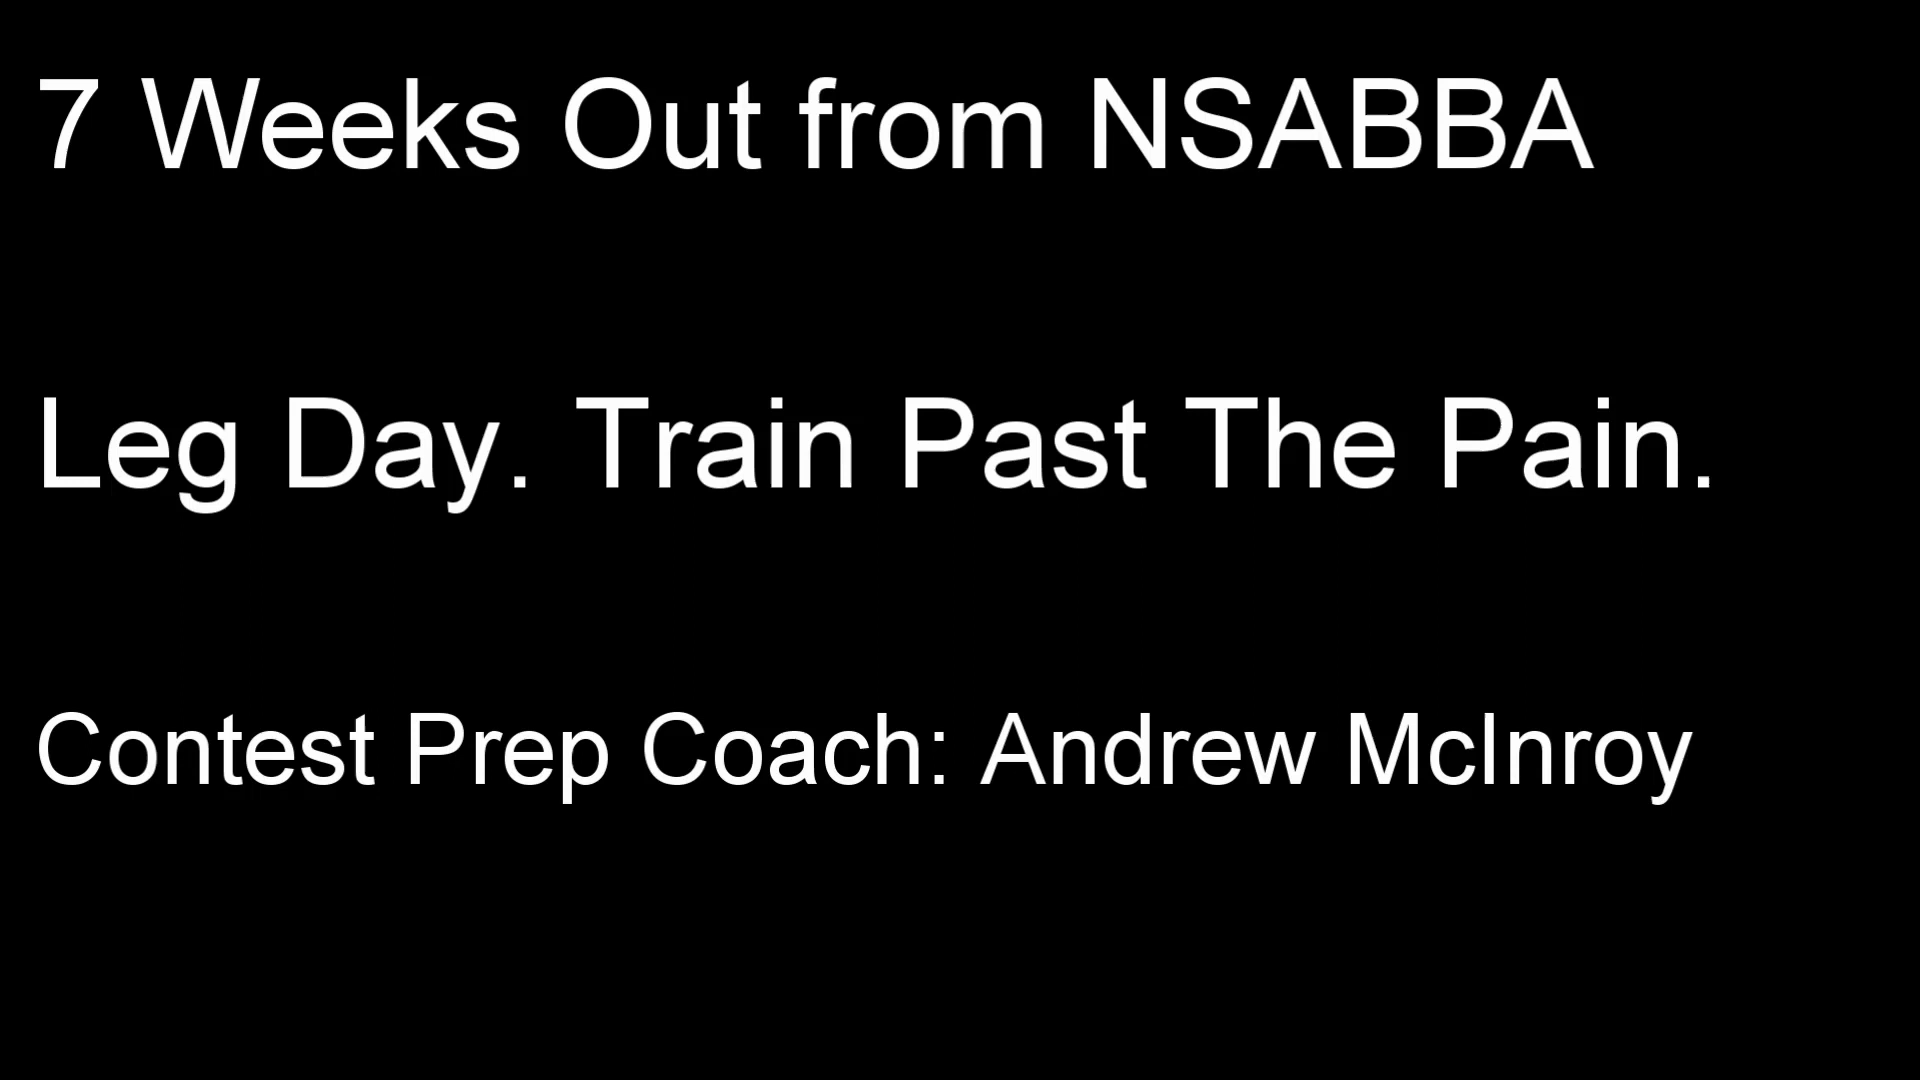 7 Weeks Out from NSABBA
Leg Day. Train Past The Pain.
Contest Prep Coach: Andrew McInroy